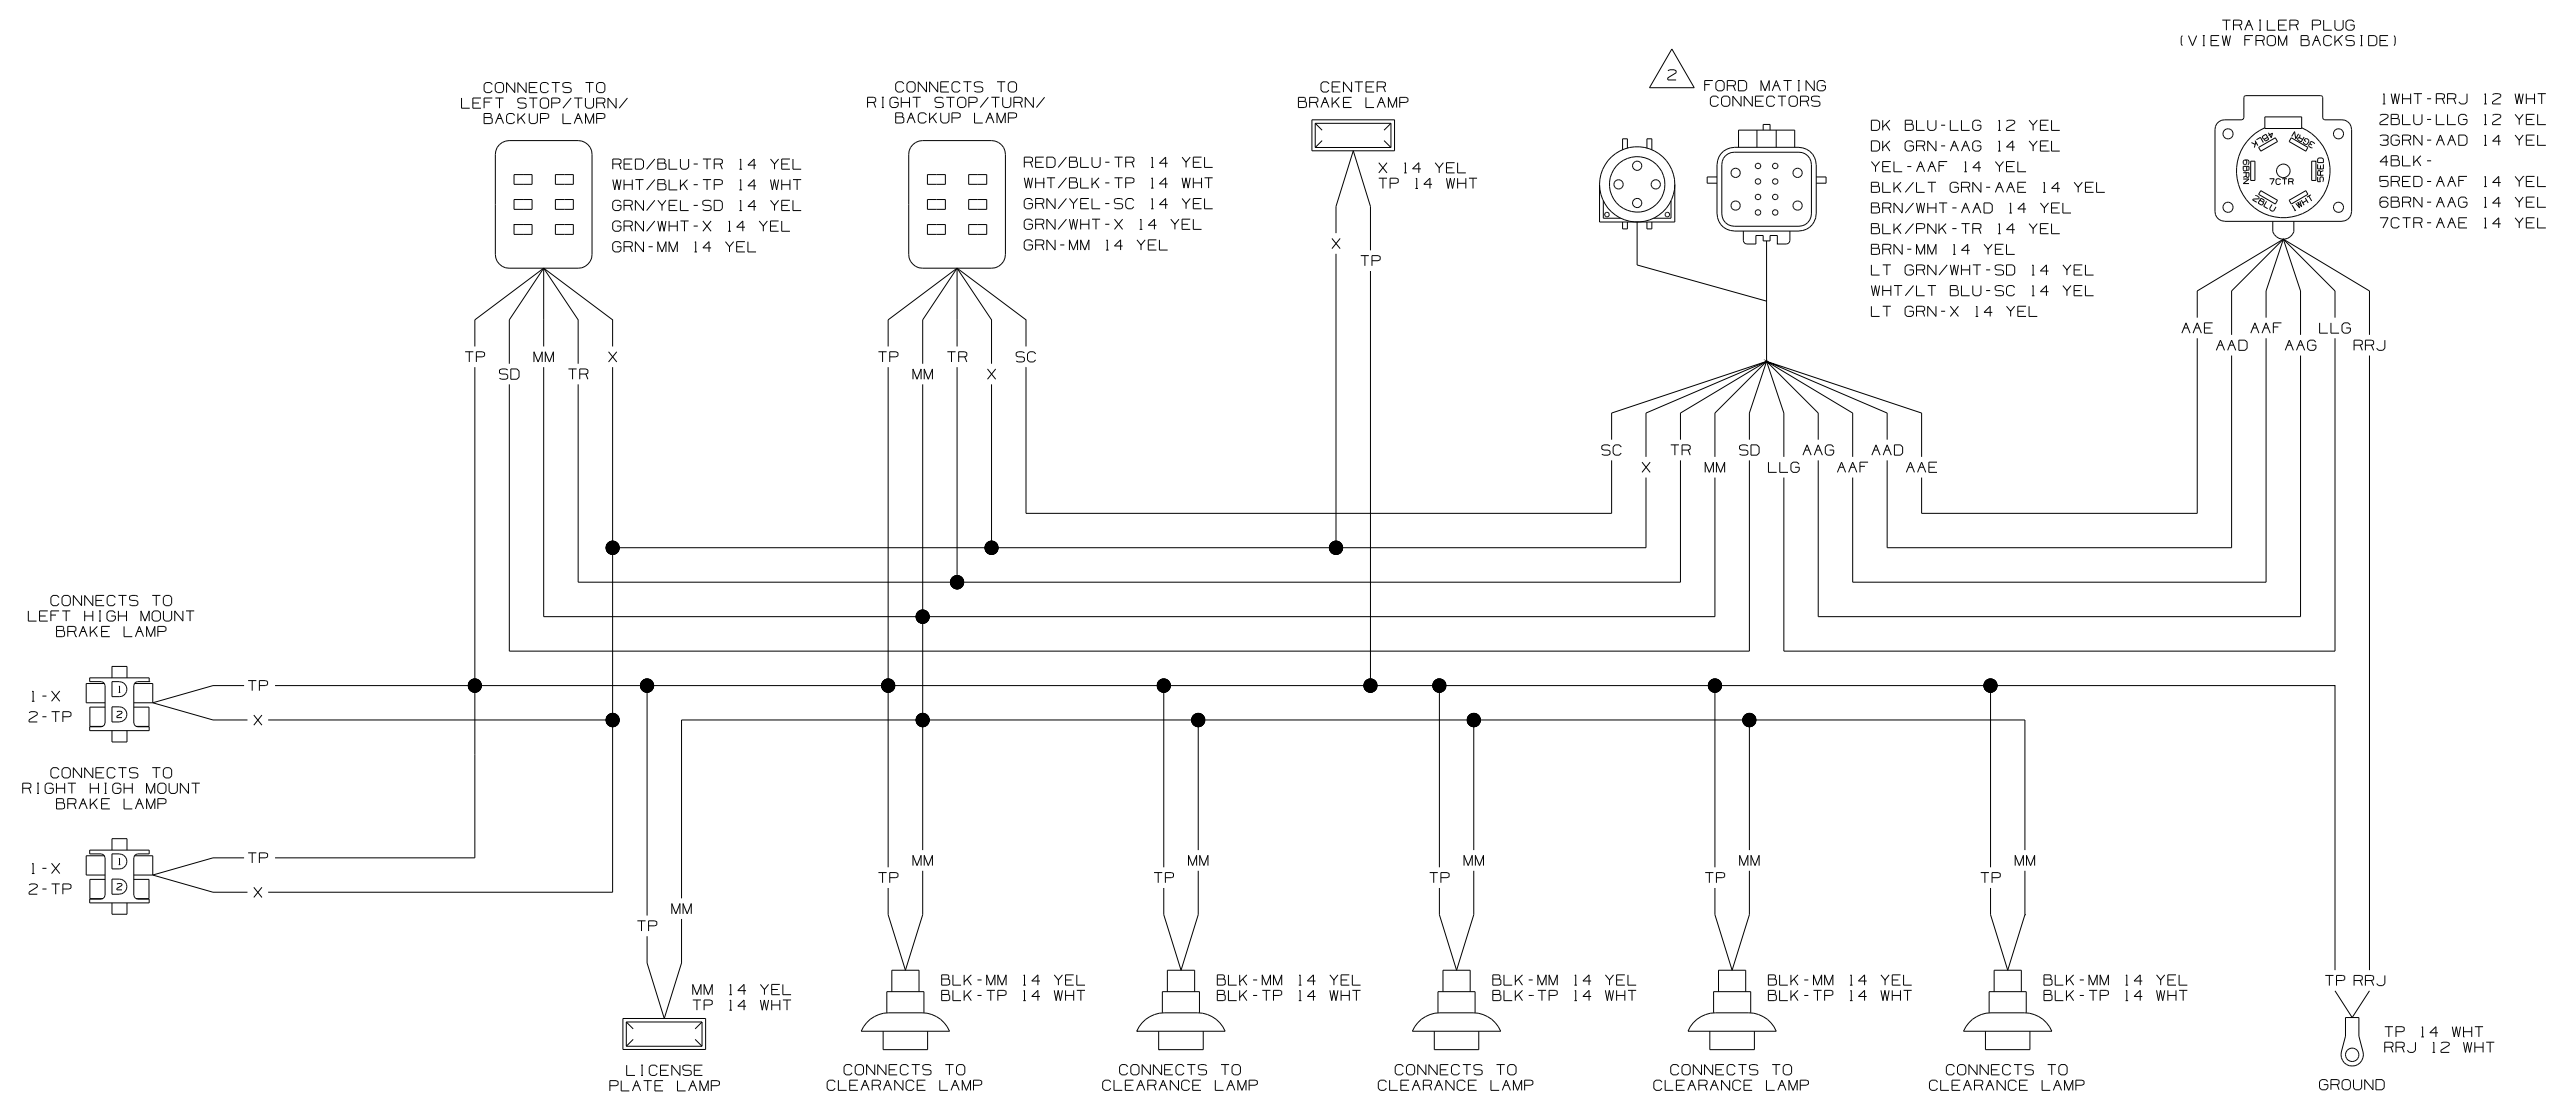 TRAILER PLUG
(VIEW FROM BACKSIDE)
CONNECTS TO
LEFT STOP/TURN/
BACKUP LAMP
RED/BLU-TR 14 YEL
WHT/BLK-TP 14 WHT
GRN/YEL-SD 14 YEL
GRN/WHT-X 14 YEL
GRN-MM 14 YEL
CONNECTS TO
RIGHT STOP/TURN/
BACKUP LAMP
RED/BLU-TR 14 YEL
WHT/BLK-TP 14 WHT
GRN/YEL-SC 14 YEL
GRN/WHT-X 14 YEL
GRN-MM 14 YEL
CENTER
BRAKE LAMP
X 14 YEL
TP 14 WHT
2
FORD MATING
CONNECTORS
DK BLU-LLG 12 YEL
DK GRN-AAG 14 YEL
YEL-AAF 14 YEL
BLK/LT GRN-AAE 14 YEL
BRN/WHT-AAD 14 YEL
BLK/PNK-TR 14 YEL
BRN-MM 14 YEL
LT GRN/WHT-SD 14 YEL
WHT/LT BLU-SC 14 YEL
LT GRN-X 14 YEL
4BLK
3GRN
6BRN
5RED
7CTR
2BLU
1WHT
1WHT-RRJ 12 WHT
2BLU-LLG 12 YEL
3GRN-AAD 14 YEL
4BLK-
5RED-AAF 14 YEL
6BRN-AAG 14 YEL
7CTR-AAE 14 YEL
X
TP
AAE
AAD
AAF
AAG
LLG
RRJ
TP
SD
MM
TR
X
TP
MM
TR
X
SC
SC
X
TR
MM
SD
LLG
AAG
AAF
AAD
AAE
CONNECTS TO
LEFT HIGH MOUNT
BRAKE LAMP
1-X
2-TP
1
2
TP
X
CONNECTS TO
RIGHT HIGH MOUNT
BRAKE LAMP
1-X
2-TP
1
2
TP
X
TP
MM
TP
MM
TP
MM
TP
MM
TP
MM
TP
MM
TP RRJ
MM 14 YEL
TP 14 WHT
LICENSE
PLATE LAMP
BLK-MM 14 YEL
BLK-TP 14 WHT
CONNECTS TO
CLEARANCE LAMP
BLK-MM 14 YEL
BLK-TP 14 WHT
CONNECTS TO
CLEARANCE LAMP
BLK-MM 14 YEL
BLK-TP 14 WHT
CONNECTS TO
CLEARANCE LAMP
BLK-MM 14 YEL
BLK-TP 14 WHT
CONNECTS TO
CLEARANCE LAMP
BLK-MM 14 YEL
BLK-TP 14 WHT
CONNECTS TO
CLEARANCE LAMP
TP 14 WHT
RRJ 12 WHT
GROUND